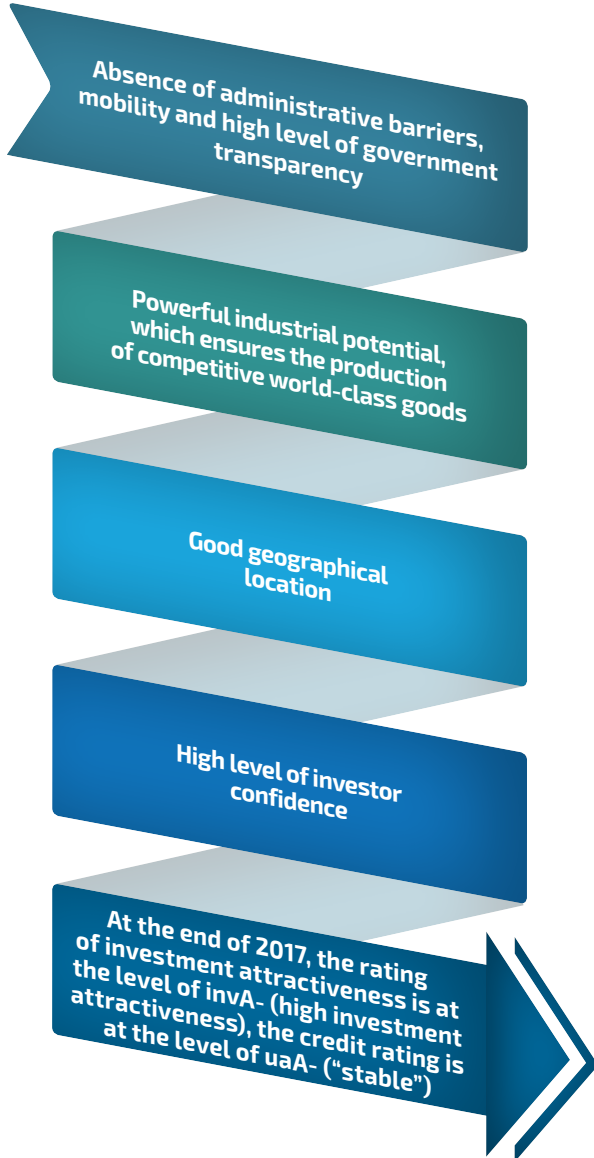 Absence of administrative barriers,
mobility and high level of government
transparency
Powerful industrial potential,
which ensures the production
of competitive world-class goods
Good geographical
location
High level of investor
confidence
At the end of 2017, the rating
of investment attractiveness is at
the level of invA- (high investment
attractiveness), the credit rating is
at the level of uaA- (“stable”)